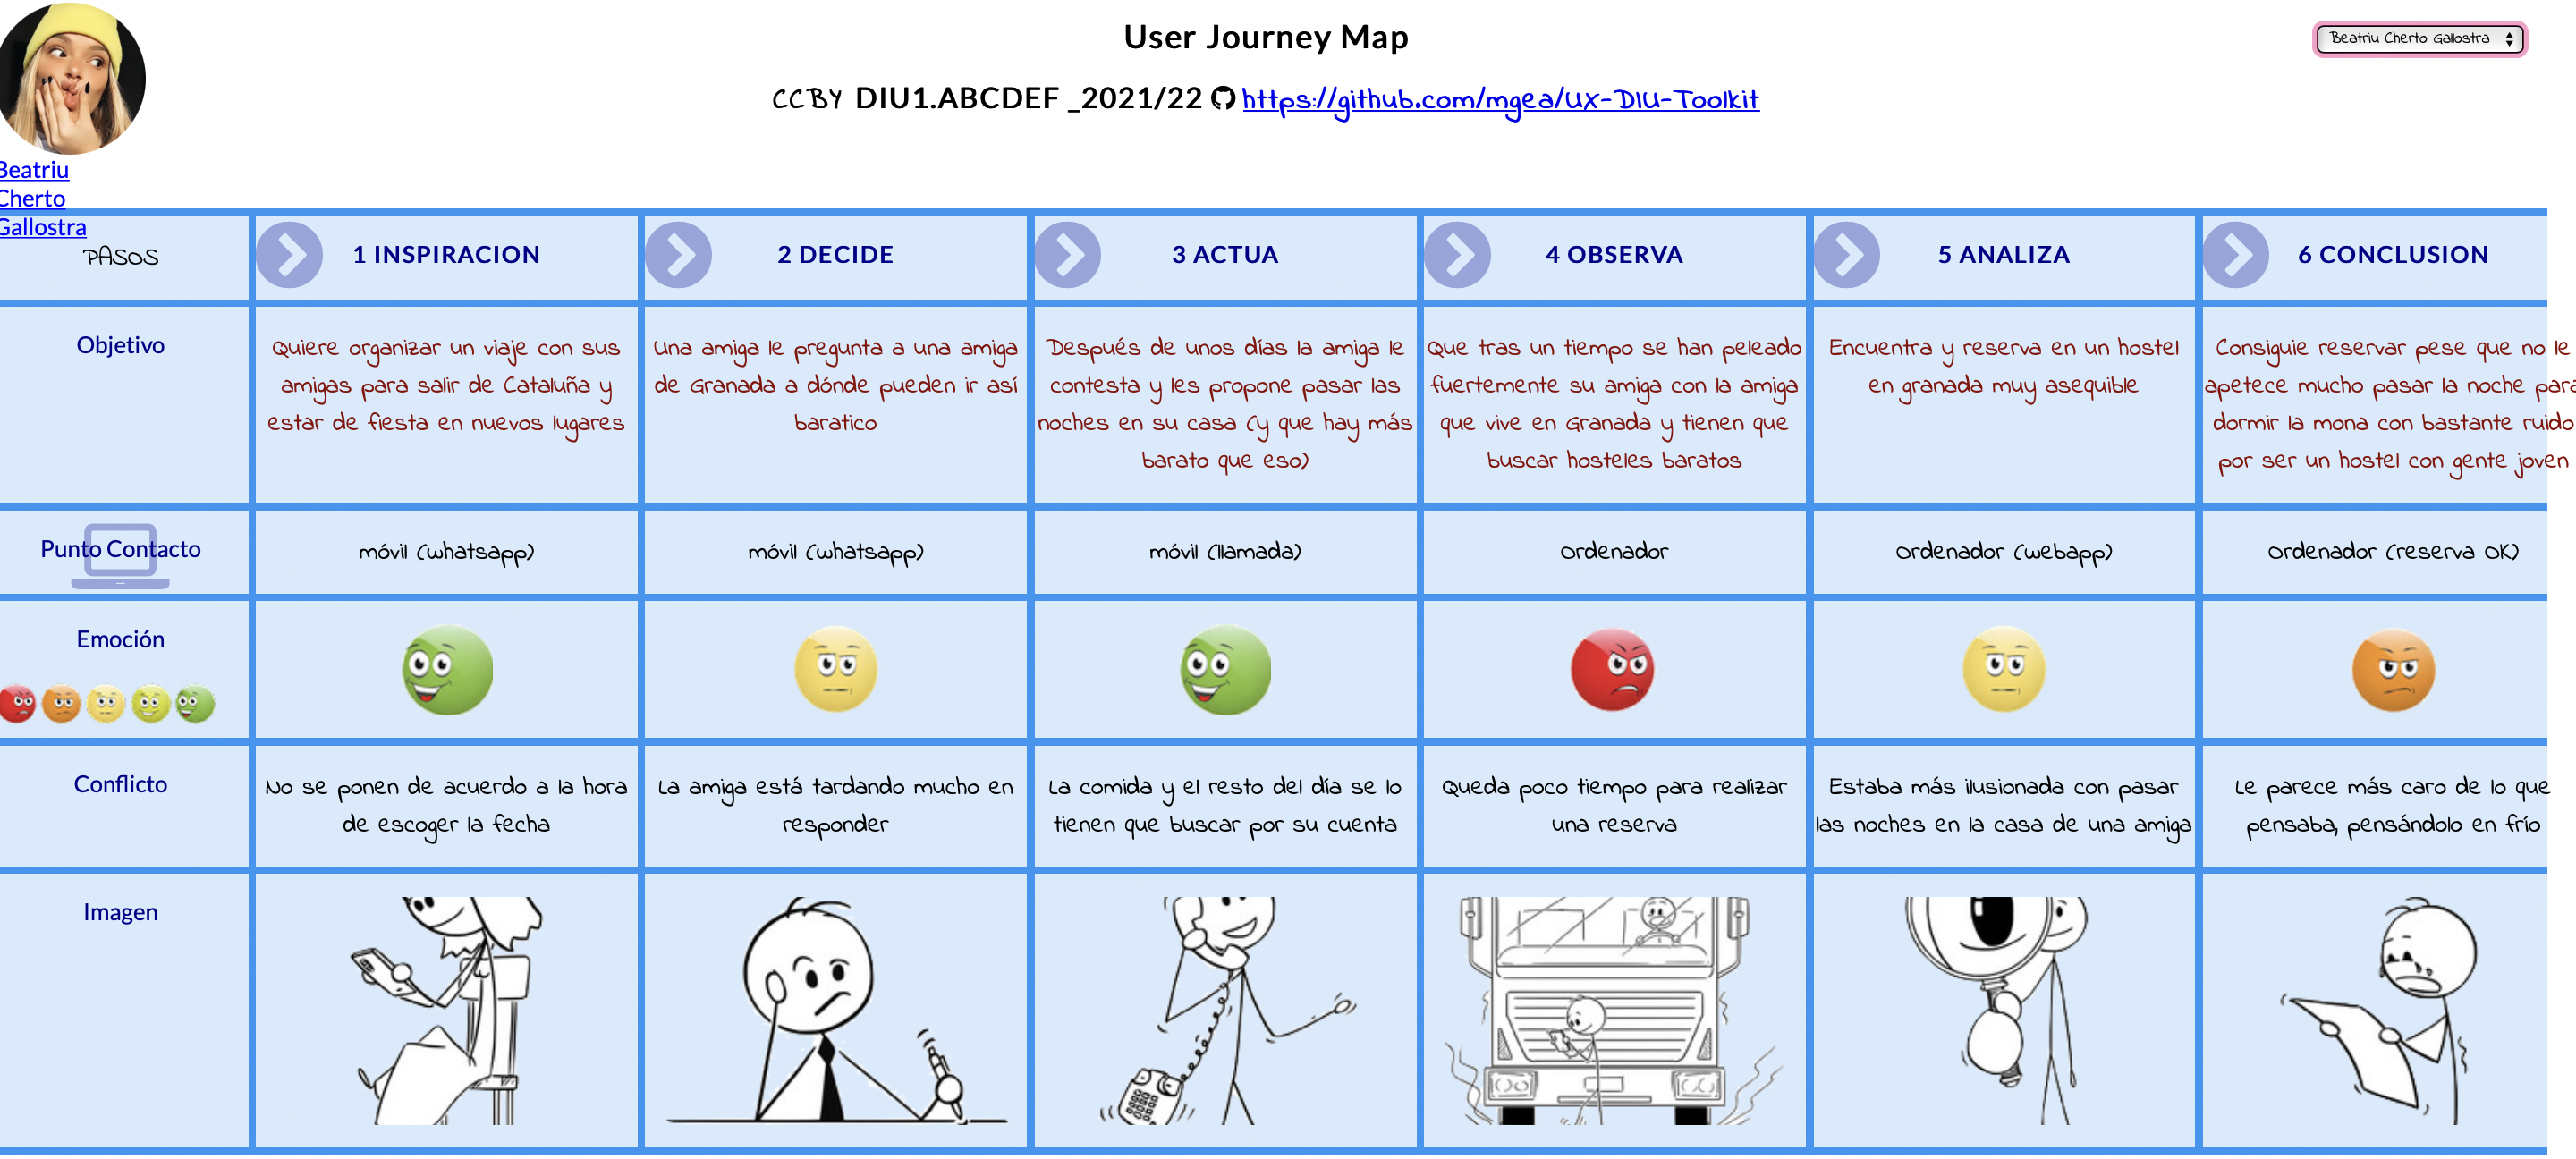 User Journey Map
Beatriu Cherto Gallostra
CCBY DIU1.ABCDEF _2021/22 https://github.com/mgea/UX-DIU-Toolkit
Beatriu
Cherto
Gallostra
PASOS
1 INSPIRACION
2 DECIDE
3 ACTUA
4 OBSERVA
5 ANALIZA
6 CONCLUSION
Objetivo
Quiere organizar un viaje con sus
amigas para salir de Cataluña y
estar de fiesta en nuevos lugares
Una amiga le pregunta a una amiga
de Granada a dónde pueden ir así
baratico
Después de unos días la amiga le
contesta y les propone pasar las
noches en su casa (y que hay más
barato que eso)
Que tras un tiempo se han peleado
fuertemente su amiga con la amiga
que vive en Granada y tienen que
buscar hosteles baratos
Encuentra y reserva en un hostel
en granada muy asequible
Consiguie reservar pese que no le
apetece mucho pasar la noche para
dormir la mona con bastante ruido
por ser un hostel con gente joven
Punto Contacto
móvil (whatsapp)
móvil (whatsapp)
móvil (llamada)
Ordenador
Ordenador (webapp)
Ordenador (reserva OK)
Emoción
Conflicto
No se ponen de acuerdo a la hora
de escoger la fecha
La amiga está tardando mucho en
responder
La comida y el resto del día se lo
tienen que buscar por su cuenta
Queda poco tiempo para realizar
una reserva
Estaba más ilusionada con pasar
las noches en la casa de una amiga
Le parece más caro de lo que
pensaba, pensándolo en frío
Imagen